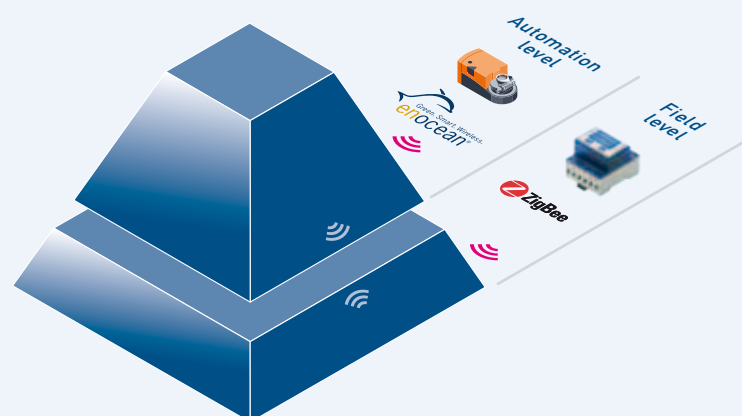 Automation
level
Green. Smart. Wireless.
enocean®
Field
level
ZigBee